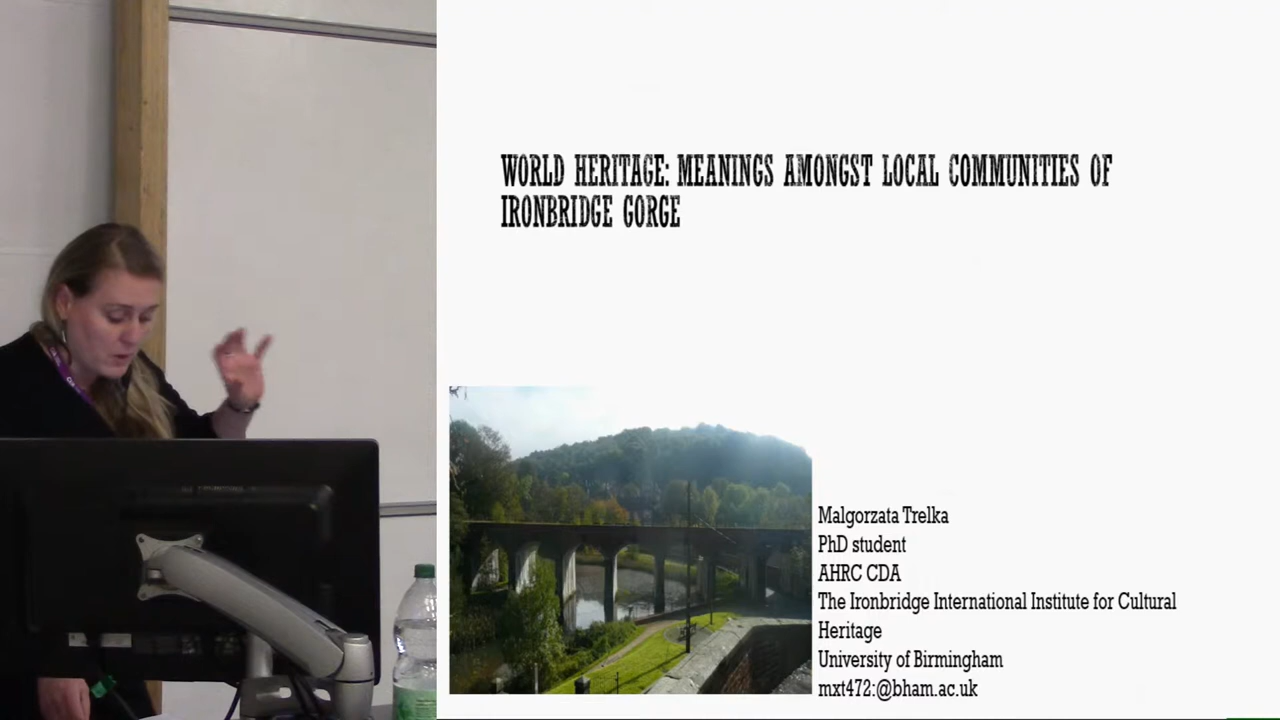 WORLD HERITAGE: MEANINGS AMONGST LOCAL COMMUNITIES OF
IRONBRIDGE GORGE
Malgorzata Trelka
PhD student
AHRC CDA
The Ironbridge International Institute for Cultural
Heritage
University of Birmingham
mxt472:@bham.ac.uk